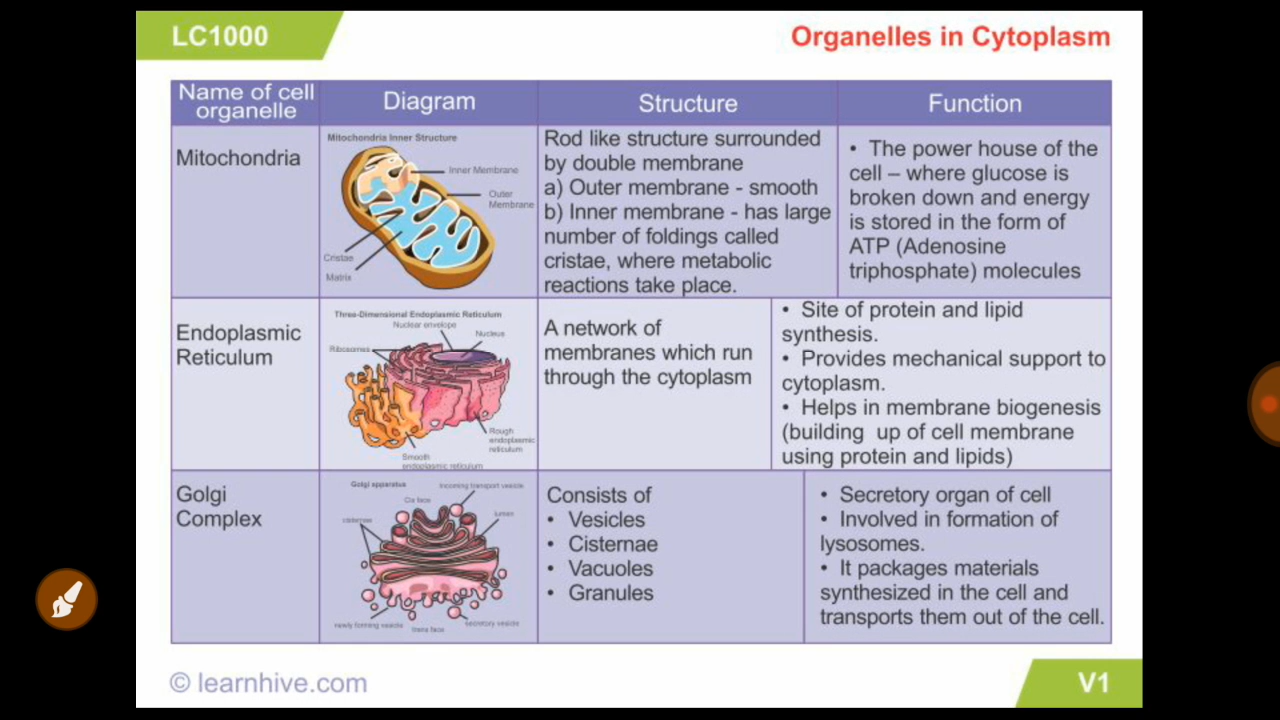 LC1000
Organelles in Cytoplasm
Name of cell
organelle
Diagram
Structure
Function
Mitochondria
Mitochondria Inner Structure
Inner Membrane
Outer
Membrane
Cristae
Matrix
Rod like structure surrounded
by double membrane
a) Outer membrane - smooth
b) Inner membrane - has large
number of foldings called
cristae, where metabolic
reactions take place.
• The power house of the
cell – where glucose is
broken down and energy
is stored in the form of
ATP (Adenosine
triphosphate) molecules
Endoplasmic
Reticulum
Three-Dimensional Endoplasmic Reticulum
Nuclear envelope
Nucleus
Ribosomes
Rough
endoplasmic
reticulum
Smooth
endoplasmic reticulum
A network of
membranes which run
through the cytoplasm
• Site of protein and lipid
synthesis.
• Provides mechanical support to
cytoplasm.
• Helps in membrane biogenesis
(building up of cell membrane
using protein and lipids)
Golgi
Complex
Golgi apparatus
Incoming transport vesicle
Cis face
lumen
cisternae
newly forming vesicle
trans face
secretory vesicle
Consists of
• Vesicles
• Cisternae
• Vacuoles
• Granules
• Secretory organ of cell
• Involved in formation of
lysosomes.
• It packages materials
synthesized in the cell and
transports them out of the cell.
© learnhive.com
V1